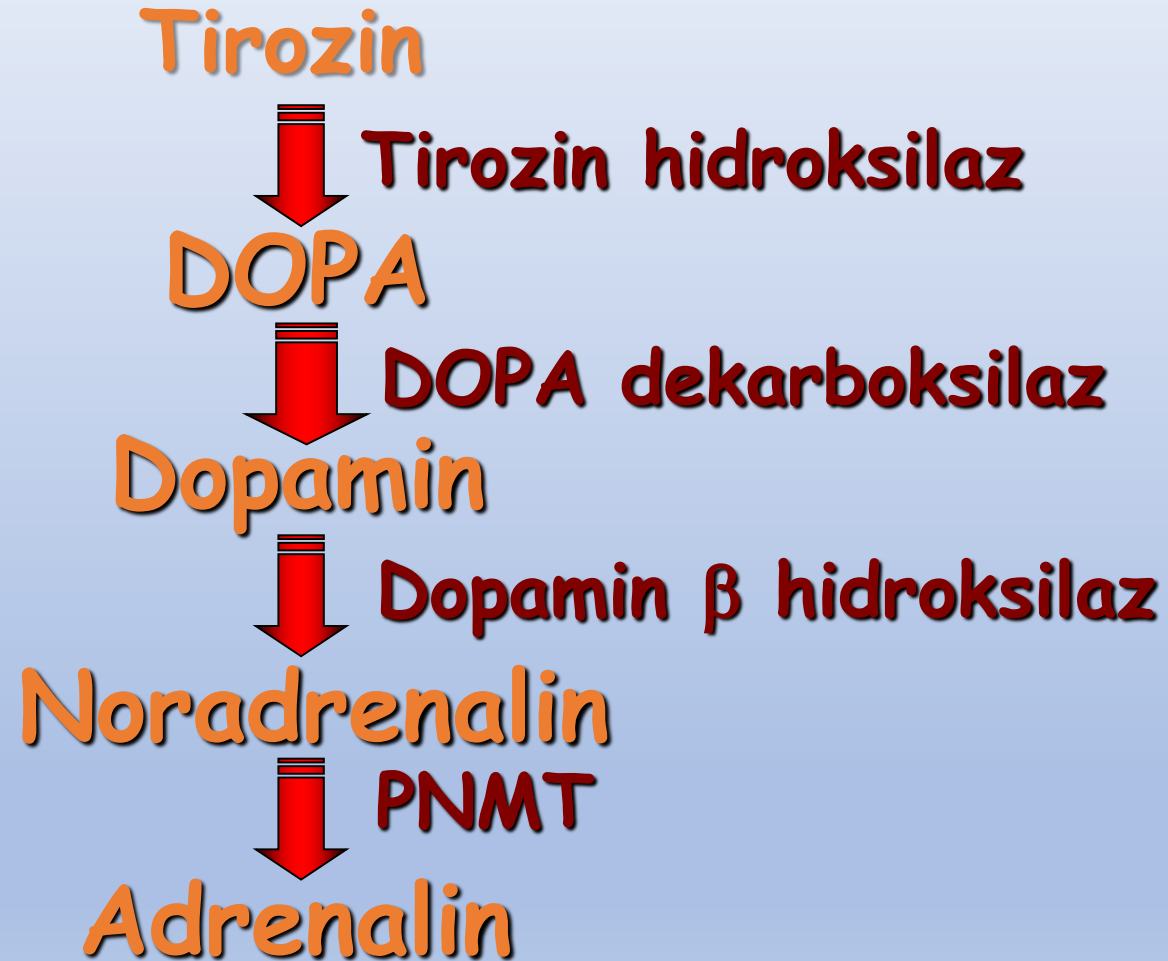 Tirozin
Tirozin hidroksilaz
DOPA
DOPA dekarboksilaz
Dopamin
Dopamin β hidroksilaz
Noradrenalin
PNMT
Adrenalin